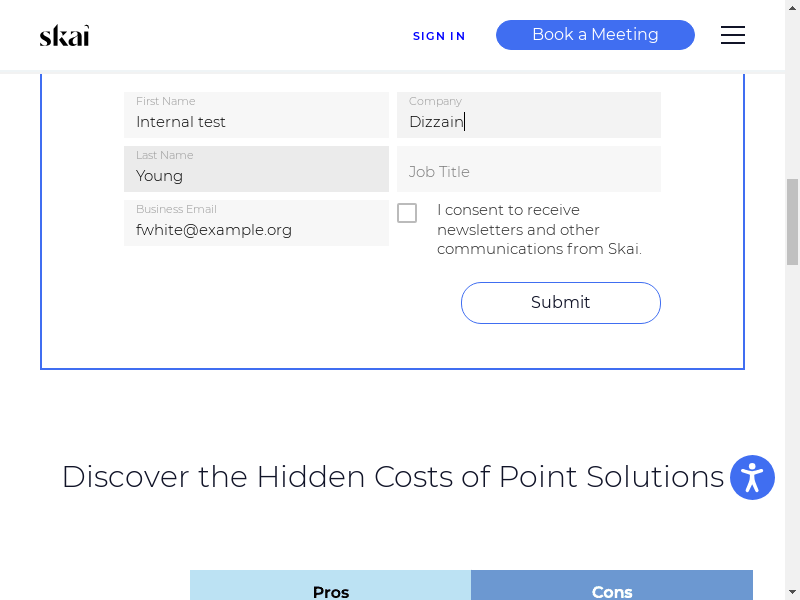 skai
SIGN IN
Book a Meeting
First Name
Internal test
Company
Dizzain
Last Name
Young
Job Title
Business Email
fwhite@example.org
I consent to receive
newsletters and other
communications from Skai.
Submit
Discover the Hidden Costs of Point Solutions
Pros
Cons